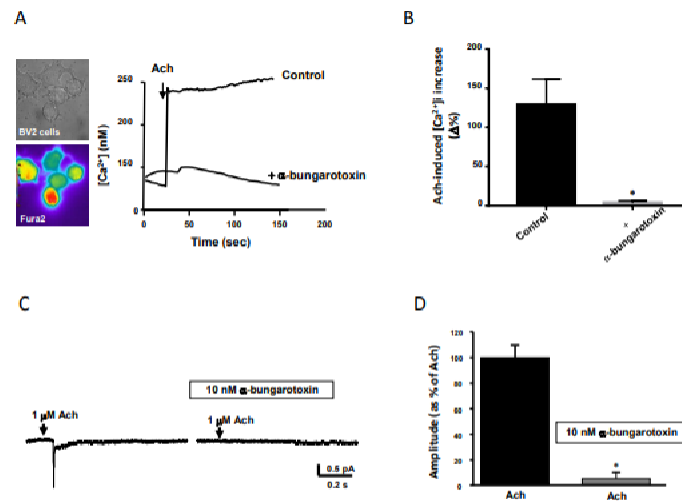 A
BV2 cells
Fura2
[Ca²⁺] (nM)
250
200
150
0
Ach
Control
+ α-bungarotoxin
0
50
100
150
200
Time (sec)
B
Ach-induced [Ca²⁺]i increase
(Δ%)
200
150
100
50
0
*
Control
+
α-bungarotoxin
C
10 nM α-bungarotoxin
1 µM Ach
1 µM Ach
0.5 pA
0.2 s
D
Amplitude (as % of Ach)
120
100
80
60
40
20
0
10 nM α-bungarotoxin
*
Ach
Ach